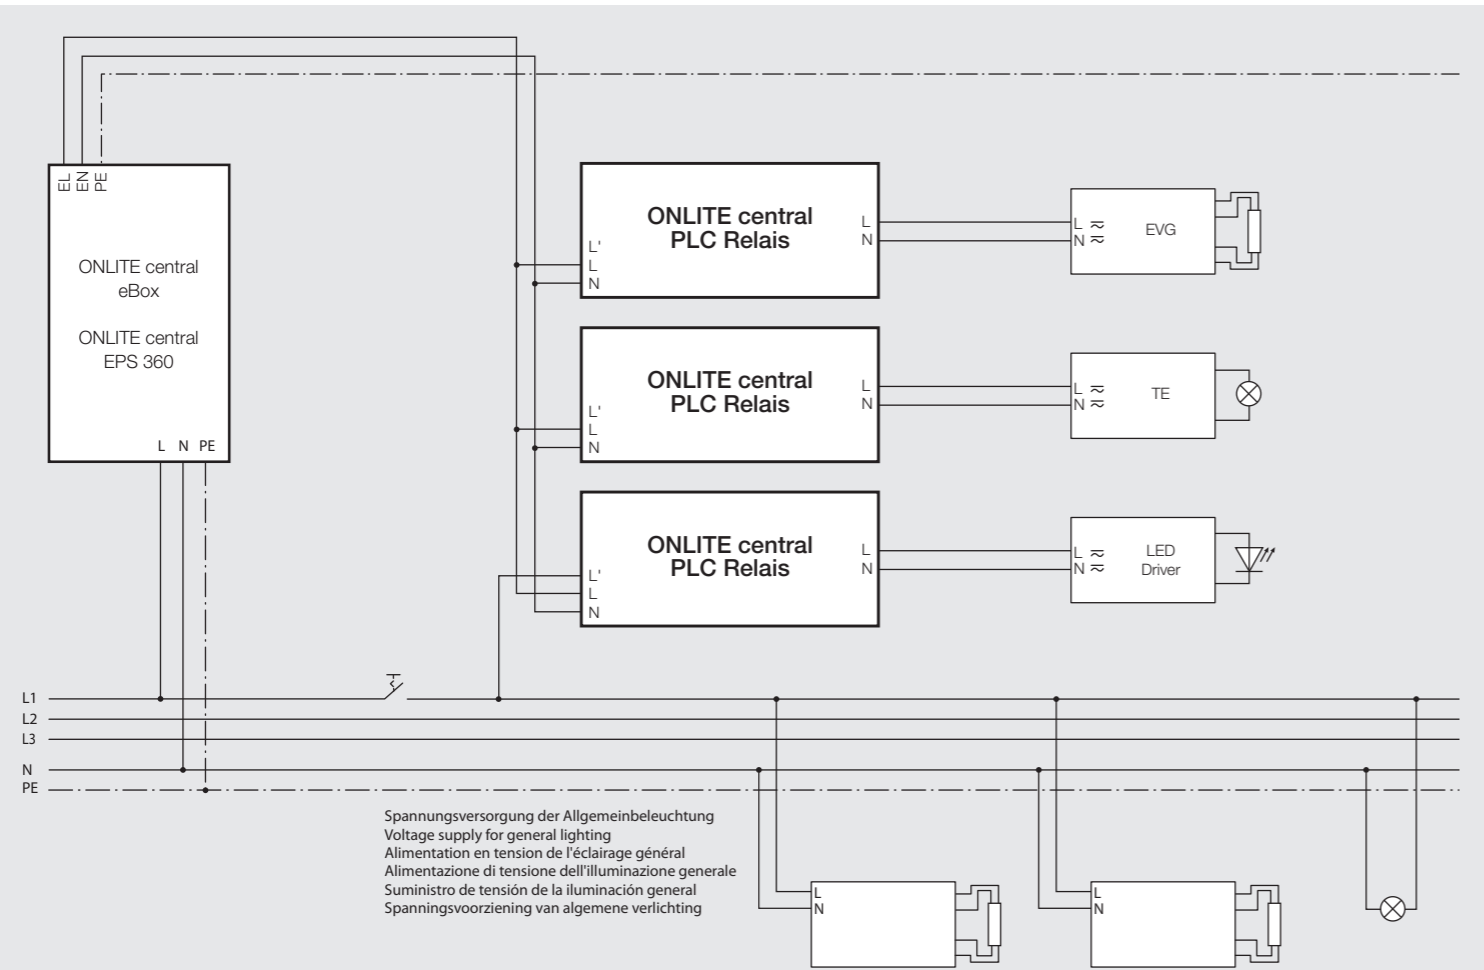 EL
EN
PE
ONLITE central
eBox
ONLITE central
EPS 360
L N PE
ONLITE central
PLC Relais
L'
L
N
L
N
L ≂
N ≂
EVG
ONLITE central
PLC Relais
L'
L
N
L
N
L ≂
N ≂
TE
ONLITE central
PLC Relais
L'
L
N
L
N
L ≂
N ≂
LED
Driver
L1
L2
L3
N
PE
Spannungsversorgung der Allgemeinbeleuchtung
Voltage supply for general lighting
Alimentation en tension de l'éclairage général
Alimentazione di tensione dell'illuminazione generale
Suministro de tensión de la iluminación general
Spanningsvoorziening van algemene verlichting
L
N
L
N